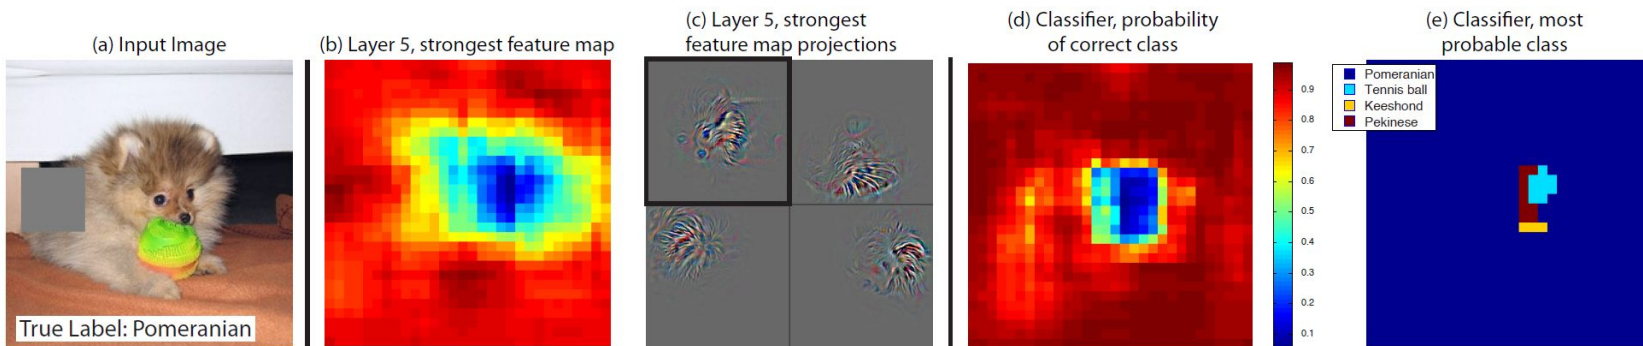 (a) Input Image
True Label: Pomeranian
(b) Layer 5, strongest feature map
(c) Layer 5, strongest
feature map projections
(d) Classifier, probability
of correct class
0.9
0.8
0.7
0.6
0.5
0.4
0.3
0.2
0.1
(e) Classifier, most
probable class
Pomeranian
Tennis ball
Keeshond
Pekinese